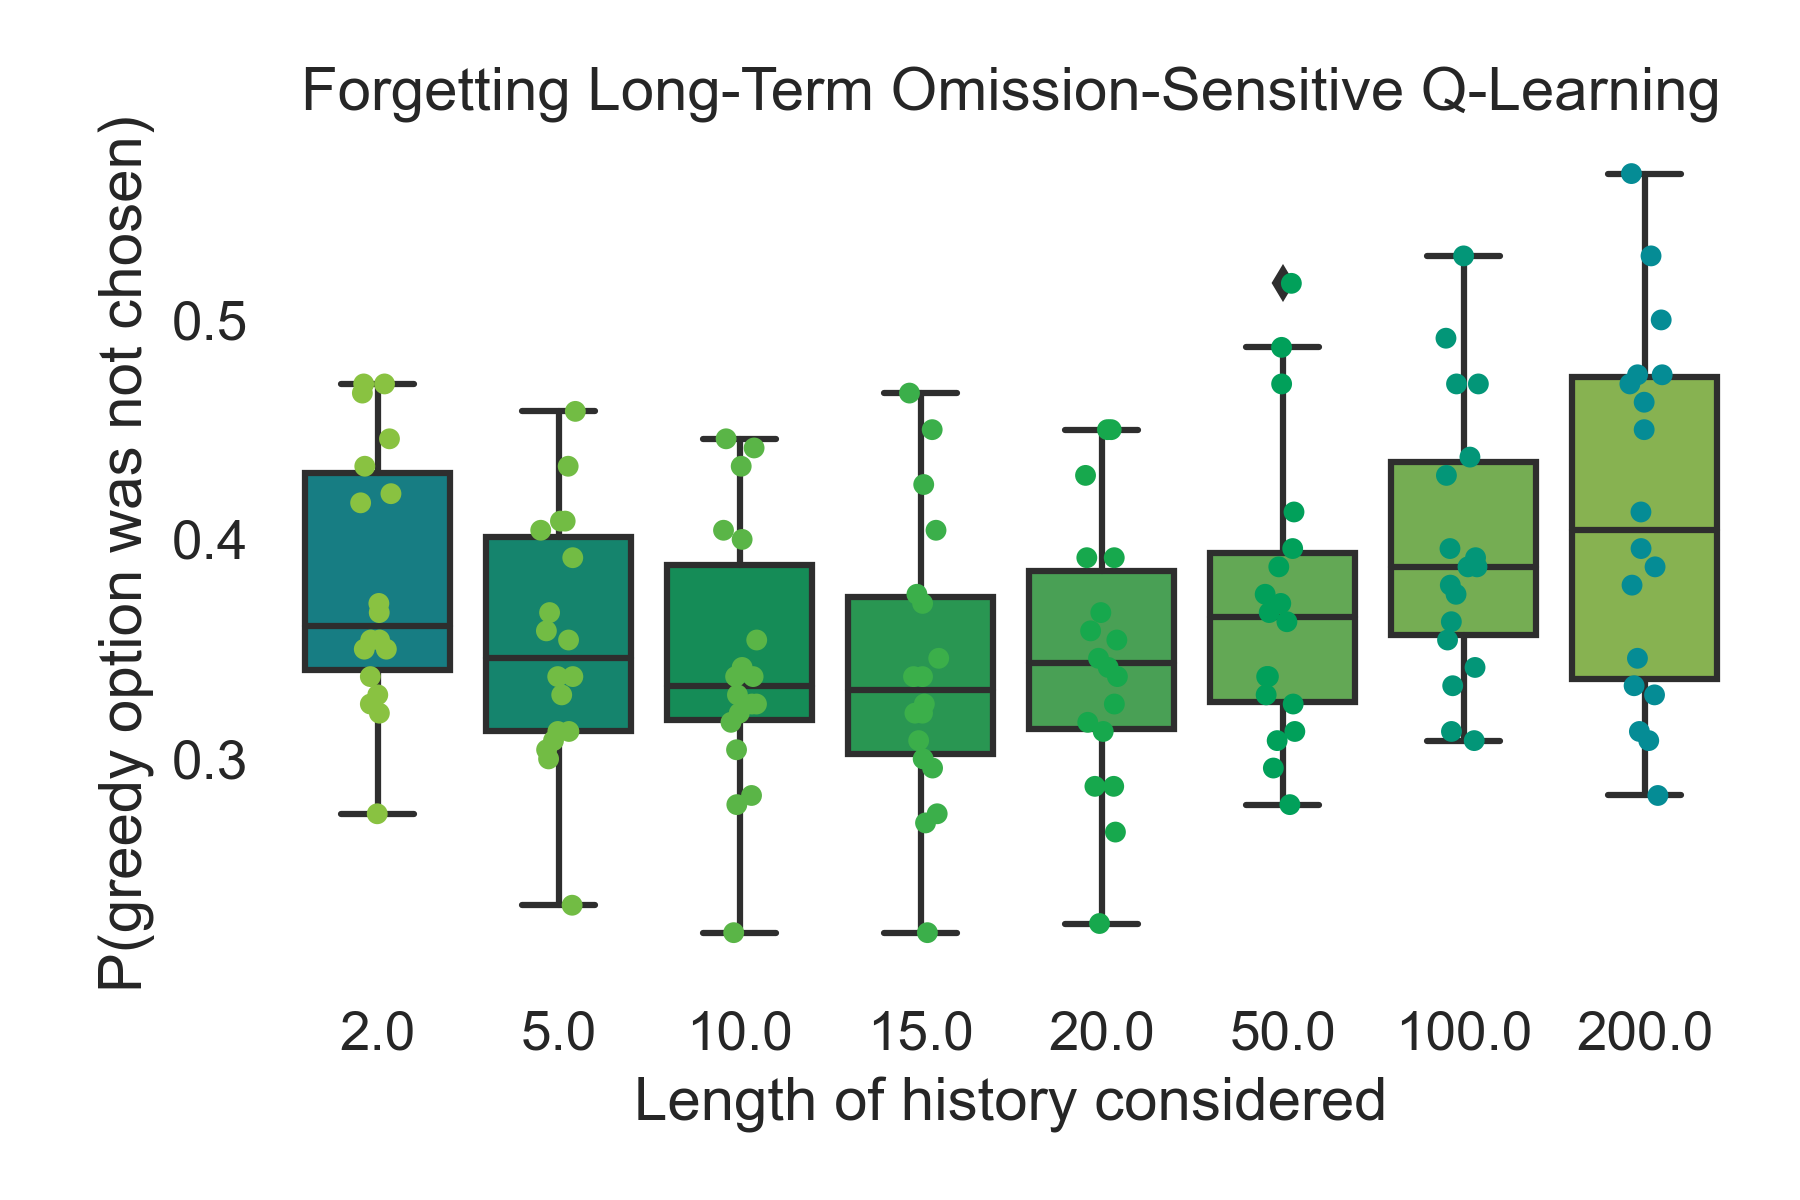 Forgetting Long-Term Omission-Sensitive Q-Learning
P(greedy option was not chosen)
0.5
0.4
0.3
2.0 5.0 10.0 15.0 20.0 50.0 100.0 200.0
Length of history considered